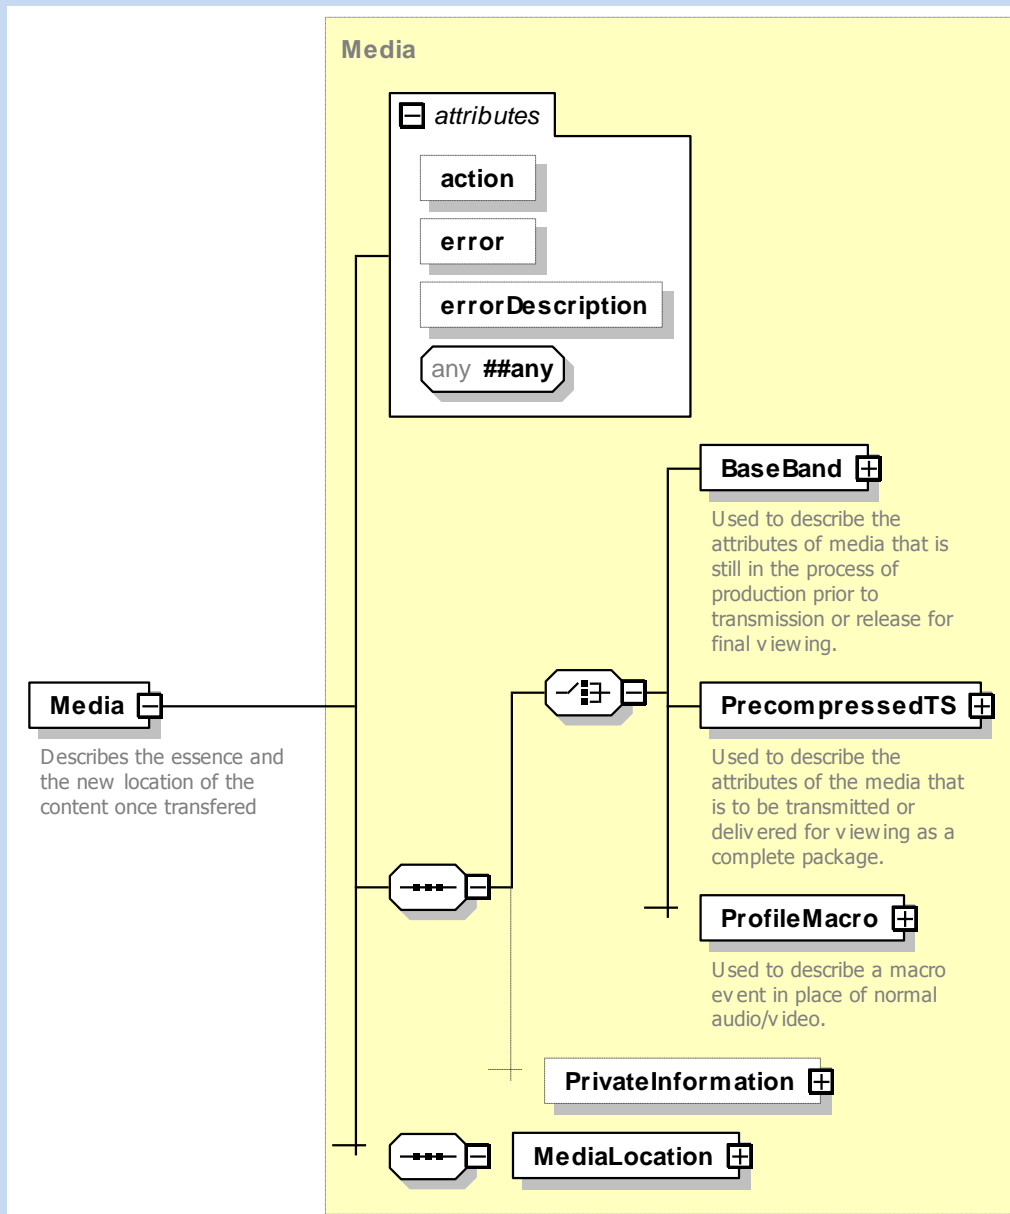 Media
attributes
action
error
errorDescription
any ##any
BaseBand
Used to describe the
attributes of media that is
still in the process of
production prior to
transmission or release for
final viewing.
Media
Describes the essence and
the new location of the
content once transfered
PrecompressedTS
Used to describe the
attributes of the media that
is to be transmitted or
delivered for viewing as a
complete package.
ProfileMacro
Used to describe a macro
event in place of normal
audio/video.
PrivateInformation
MediaLocation